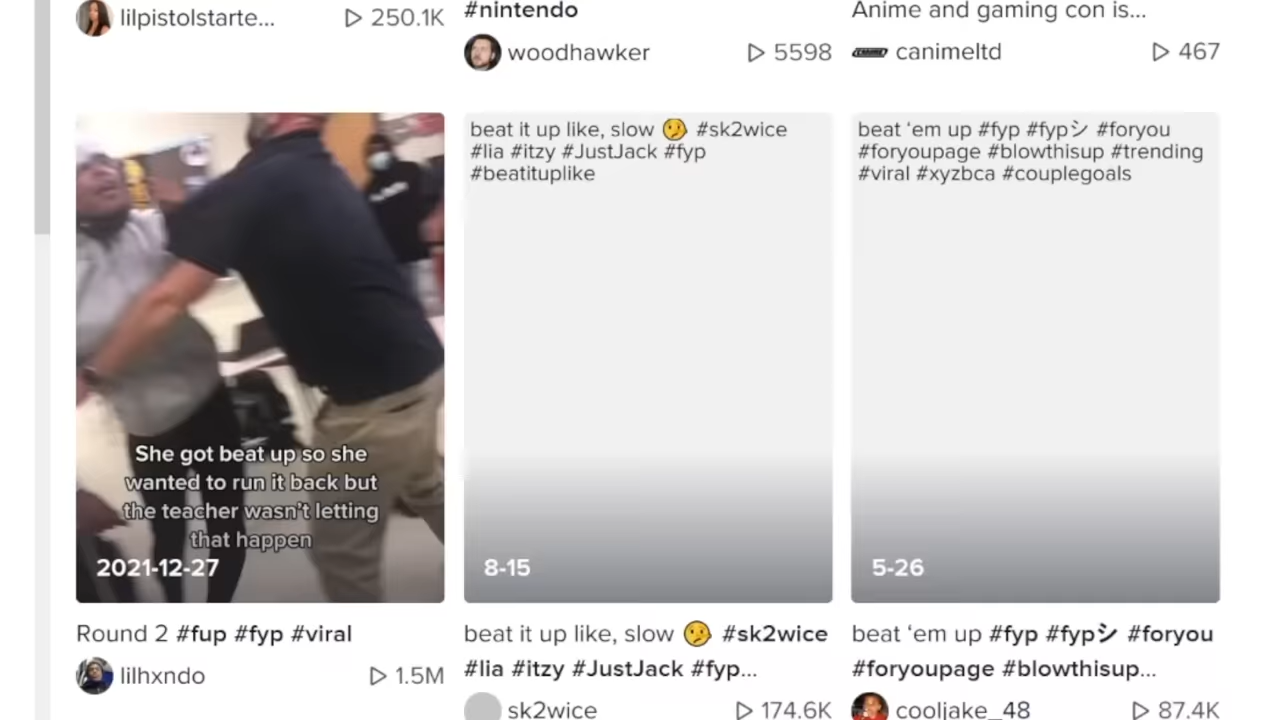 lilpistolstarte...
250.1K
#nintendo
woodhawker
5598
Anime and gaming con is...
canimeltd
467
She got beat up so she
wanted to run it back but
the teacher wasn't letting
that happen
2021-12-27
Round 2 #fup #fyp #viral
lilhxndo
1.5M
beat it up like, slow 🤔 #sk2wice
#lia #itzy #JustJack #fyp
#beatituplike
8-15
beat it up like, slow 🤔 #sk2wice
#lia #itzy #JustJack #fyp...
sk2wice
174.6K
beat ‘em up #fyp #fypシ #foryou
#foryoupage #blowthisup #trending
#viral #xyzbca #couplegoals
5-26
beat ‘em up #fyp #fypシ #foryou
#foryoupage #blowthisup...
cooljake_48
87.4K